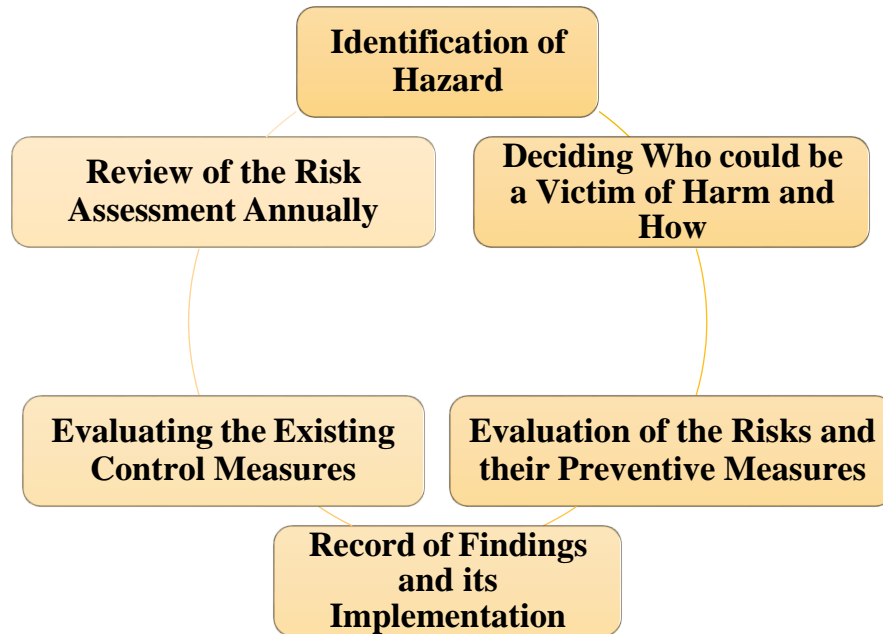 Identification of
Hazard
Deciding Who could be
a Victim of Harm and
How
Evaluation of the Risks and
their Preventive Measures
Record of Findings
and its
Implementation
Evaluating the Existing
Control Measures
Review of the Risk
Assessment Annually